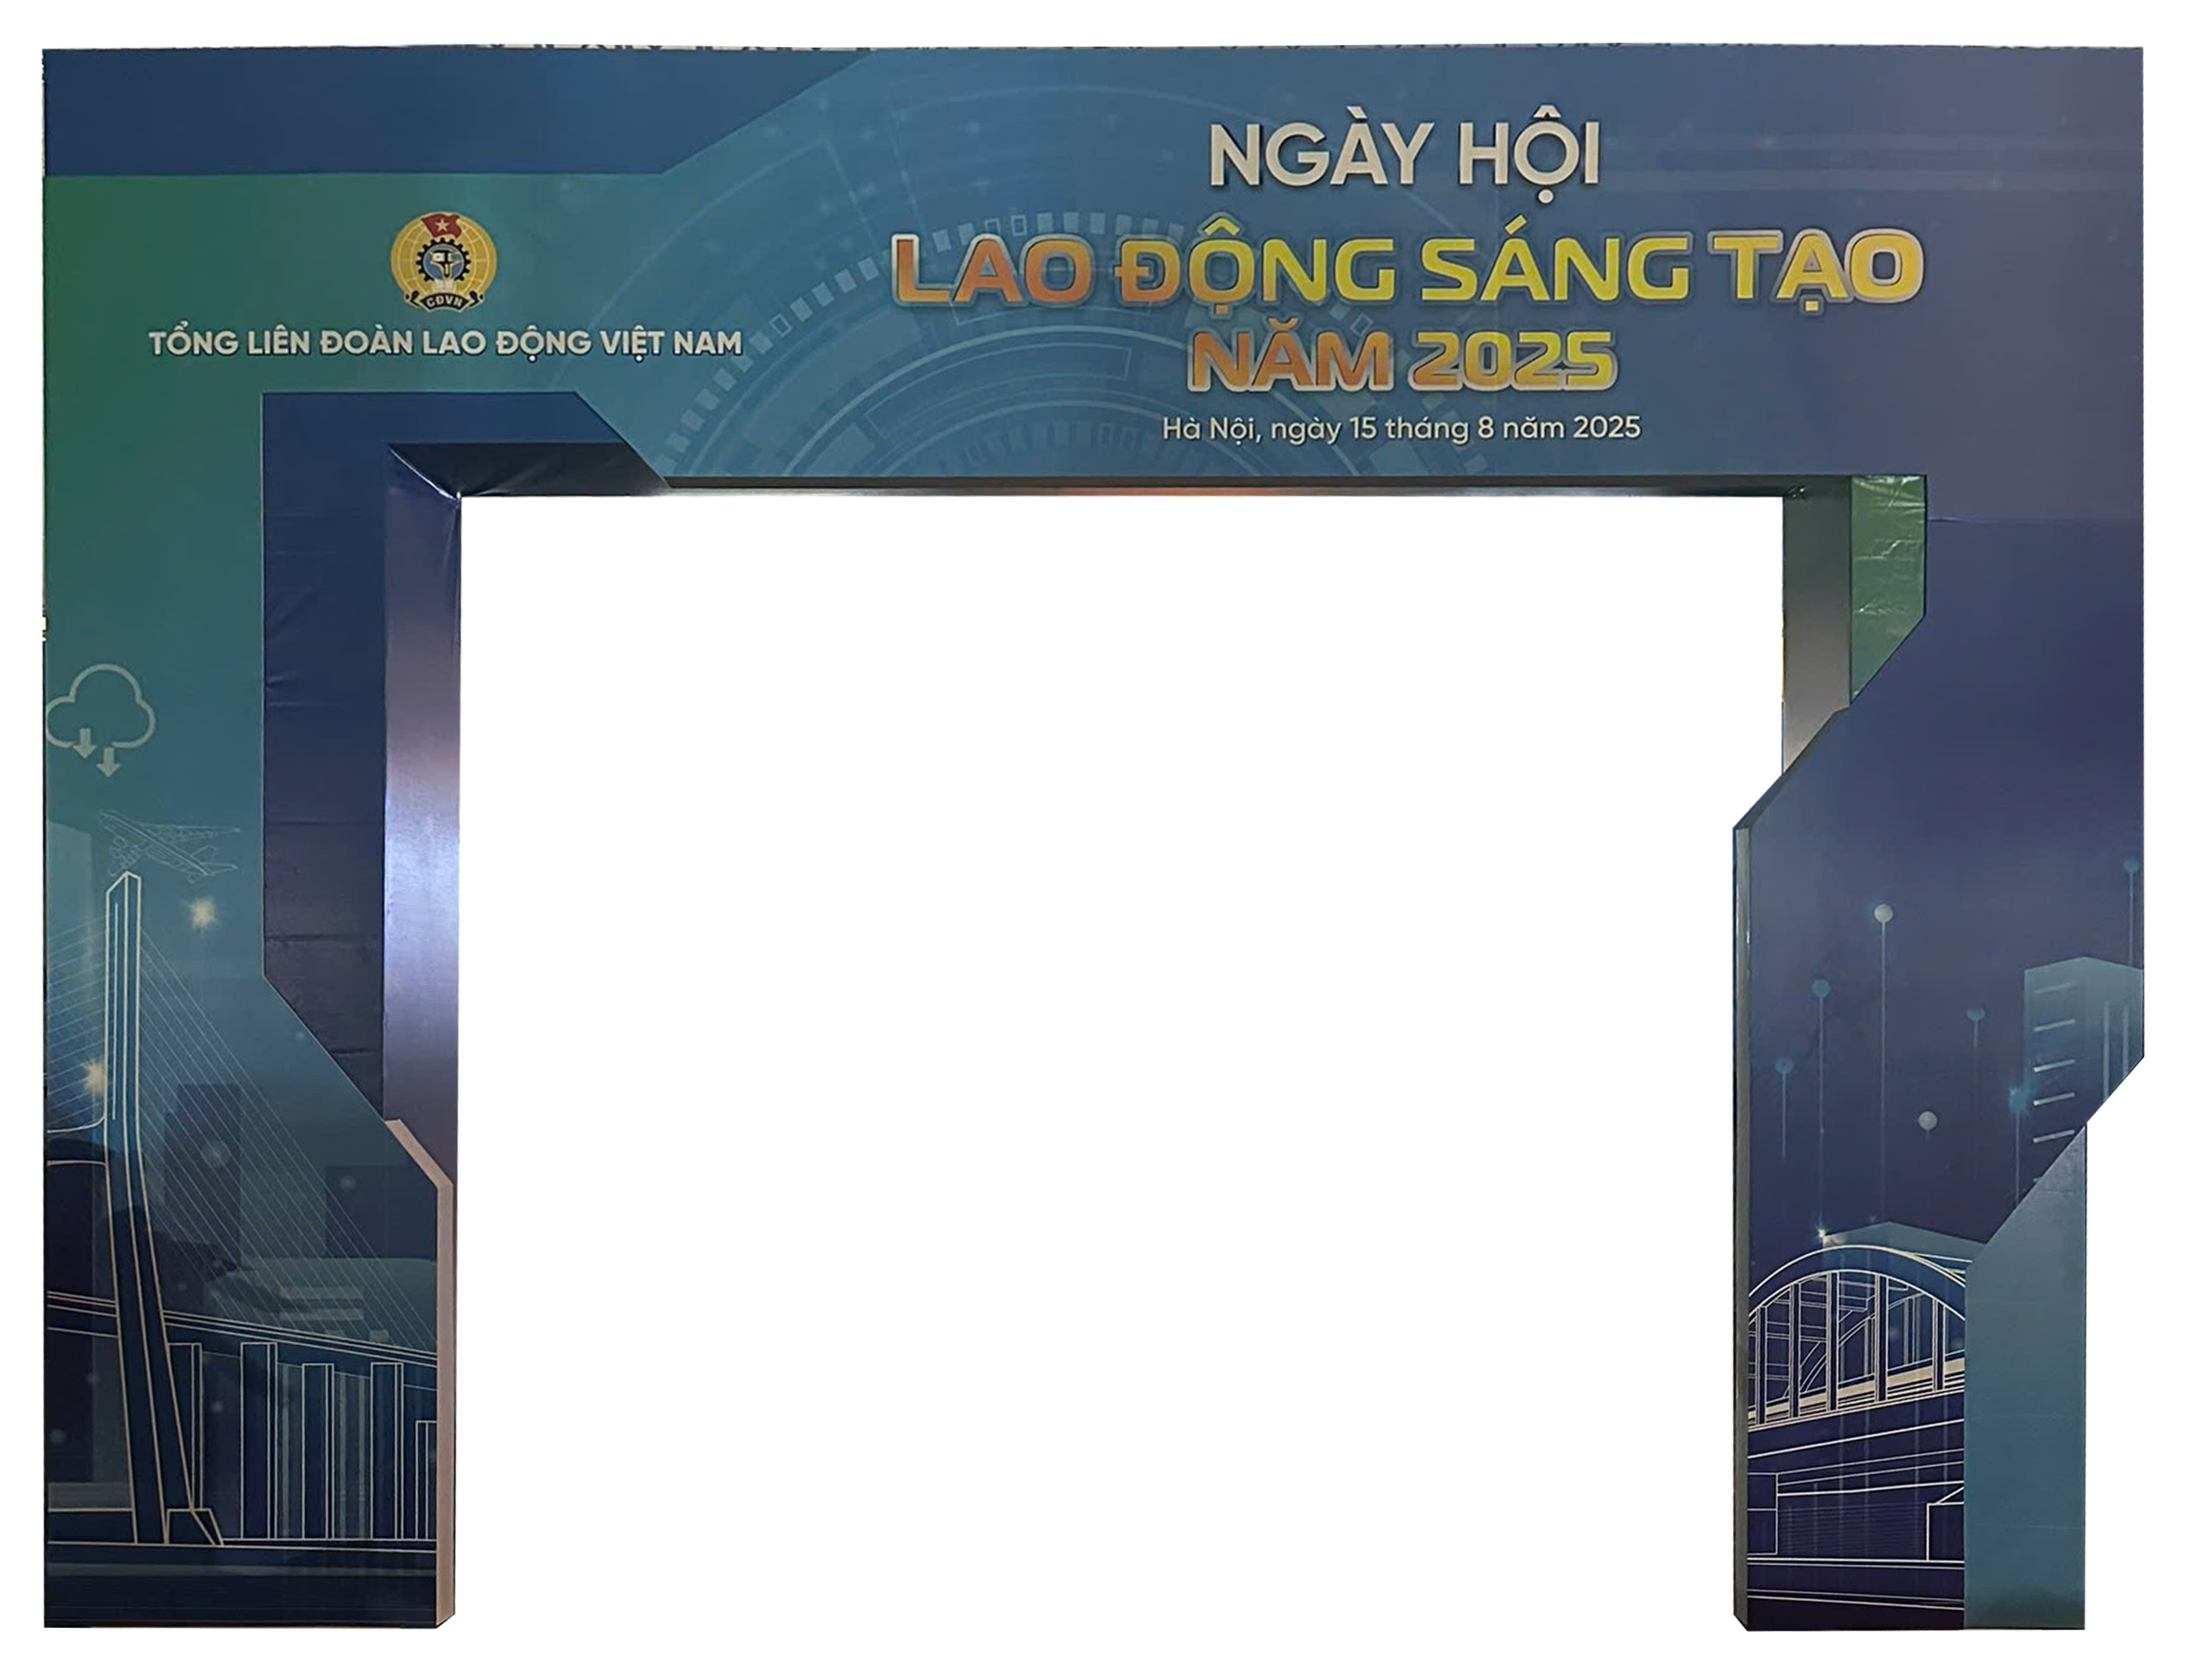 NGÀY HỘI
LAO ĐỘNG SÁNG TẠO
NĂM 2025
Hà Nội, ngày 15 tháng 8 năm 2025
CĐVN
TỔNG LIÊN ĐOÀN LAO ĐỘNG VIỆT NAM